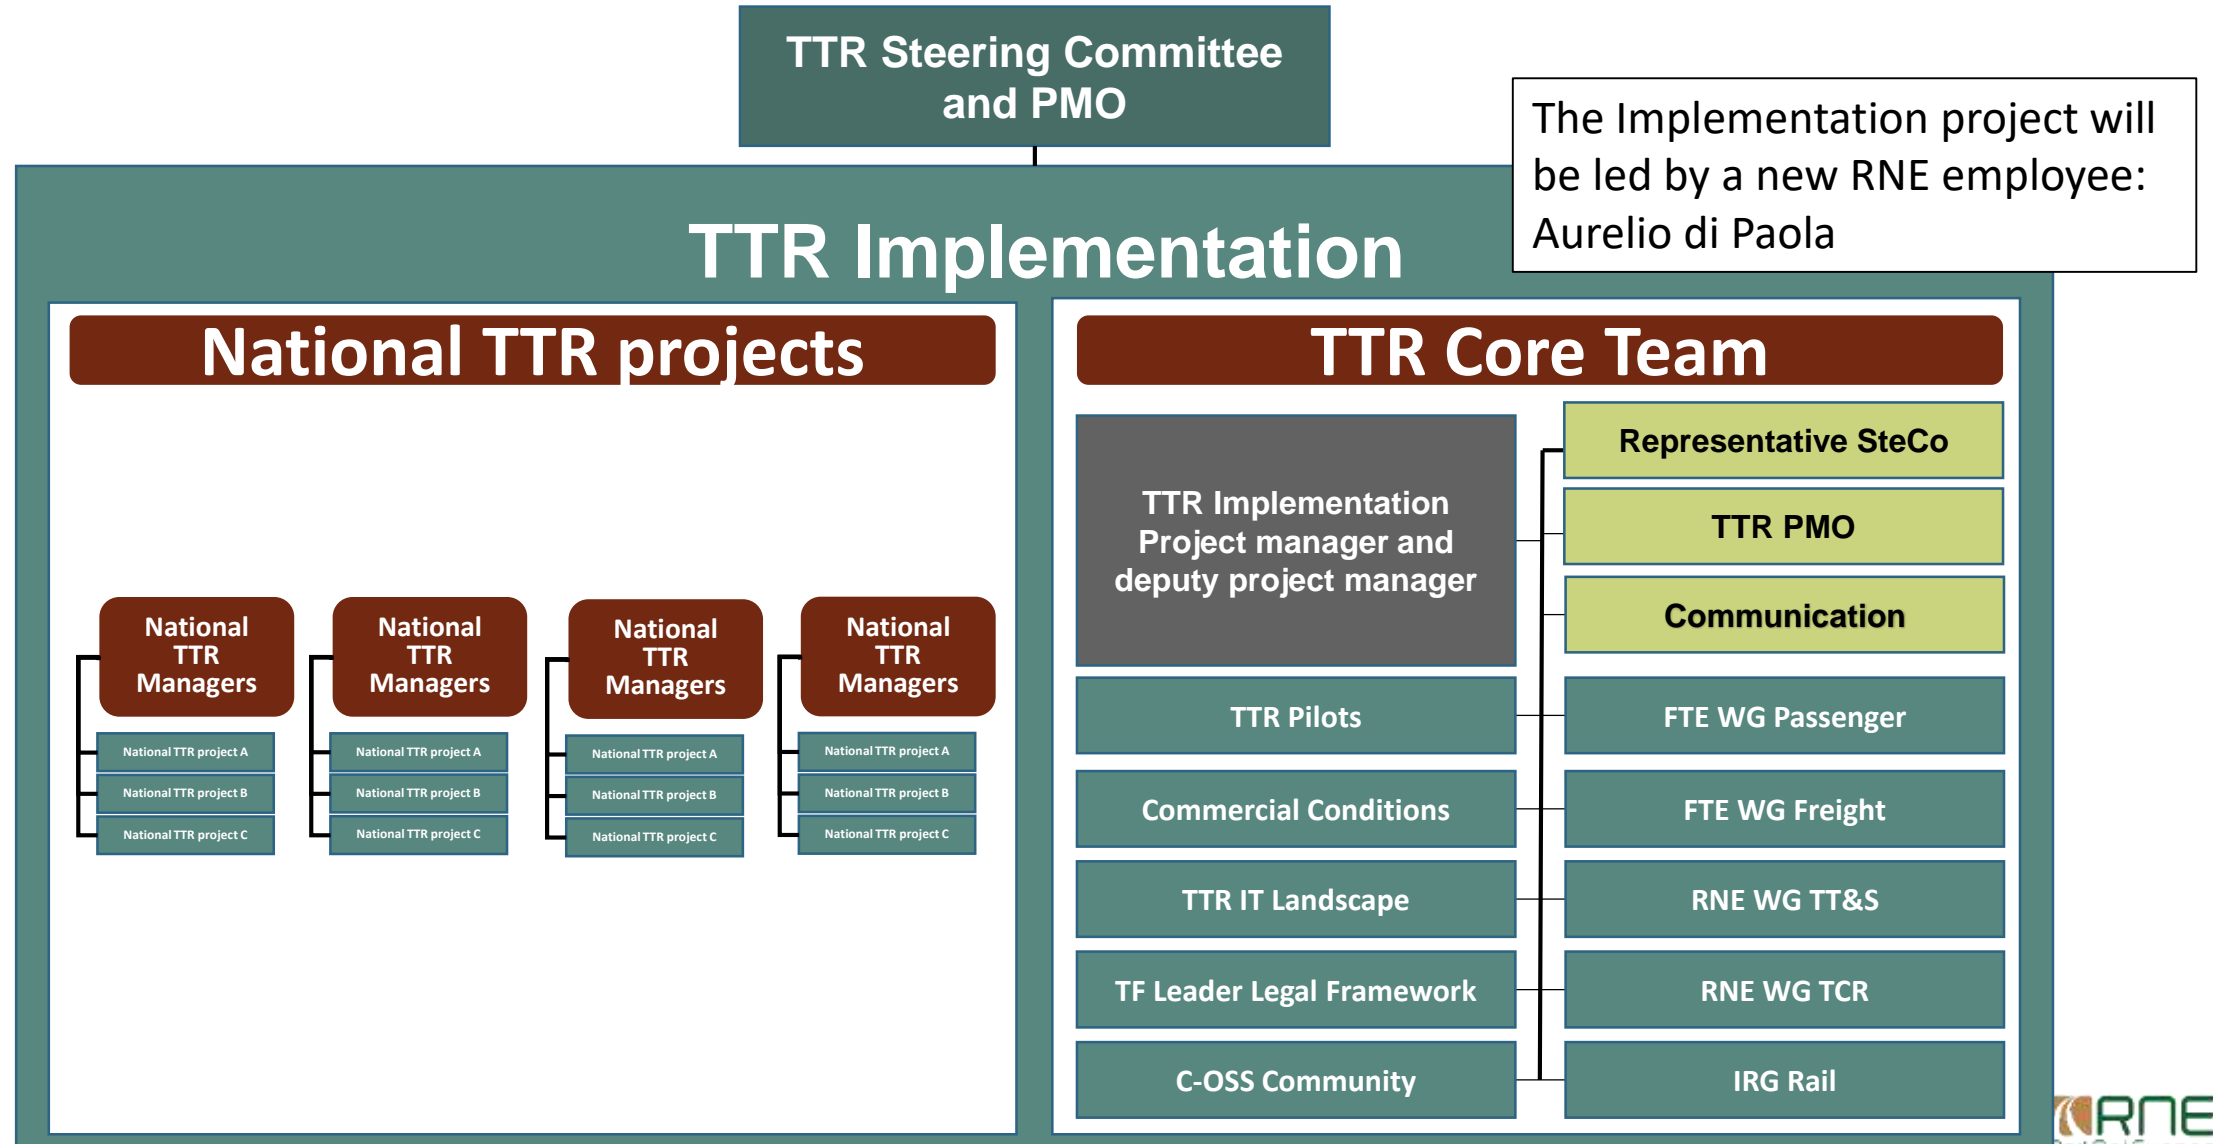 TTR Steering Committee
and PMO
The Implementation project will
be led by a new RNE employee:
Aurelio di Paola
TTR Implementation
National TTR projects
National
TTR
Managers
National TTR project A
National TTR project B
National TTR project C
National
TTR
Managers
National TTR project A
National TTR project B
National TTR project C
National
TTR
Managers
National TTR project A
National TTR project B
National TTR project C
National
TTR
Managers
National TTR project A
National TTR project B
National TTR project C
TTR Core Team
TTR Implementation
Project manager and
deputy project manager
Representative SteCo
TTR PMO
Communication
TTR Pilots
FTE WG Passenger
Commercial Conditions
FTE WG Freight
TTR IT Landscape
RNE WG TT&S
TF Leader Legal Framework
RNE WG TCR
C-OSS Community
IRG Rail
RNE